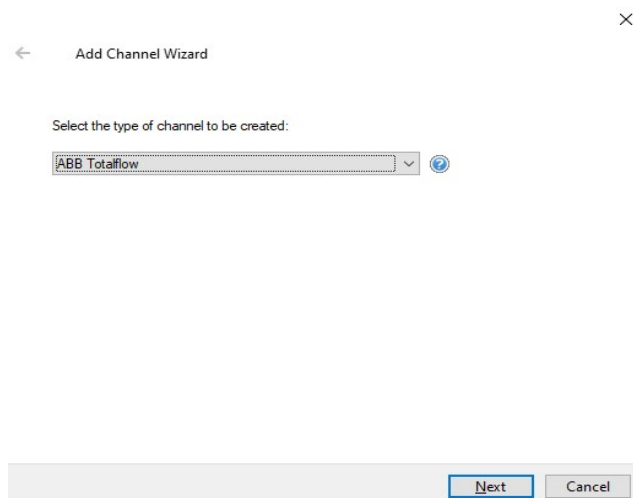 Add Channel Wizard
Select the type of channel to be created:
ABB Totalflow
?
Next Cancel